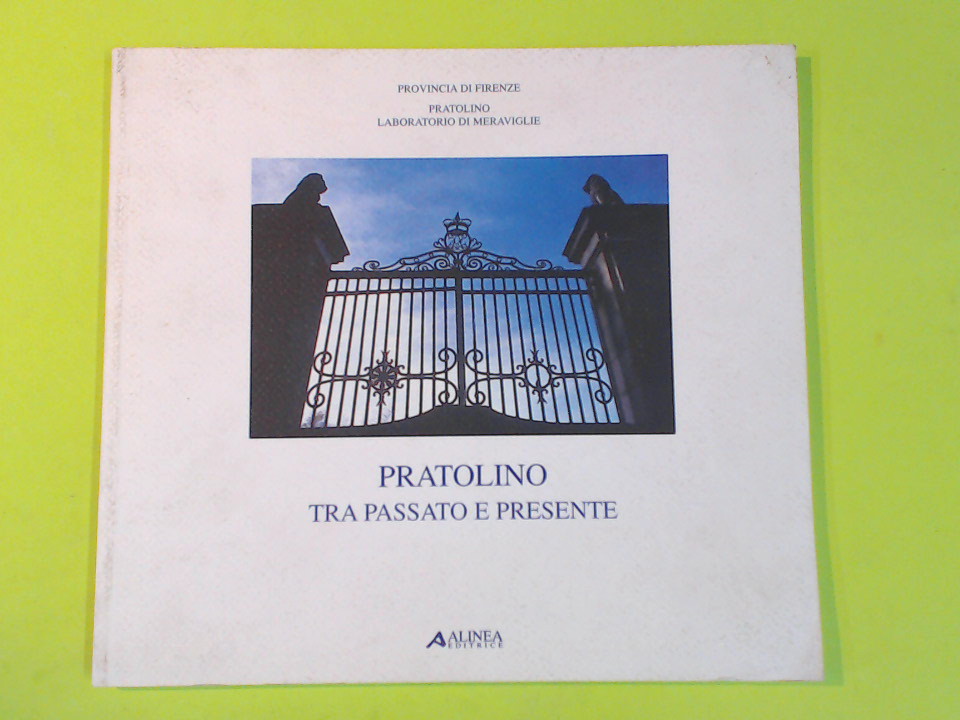 PROVINCIA DI FIRENZE
PRATOLINO
LABORATORIO DI MERAVIGLIE
PRATOLINO
TRA PASSATO E PRESENTE
ALINEA
EDITRICE